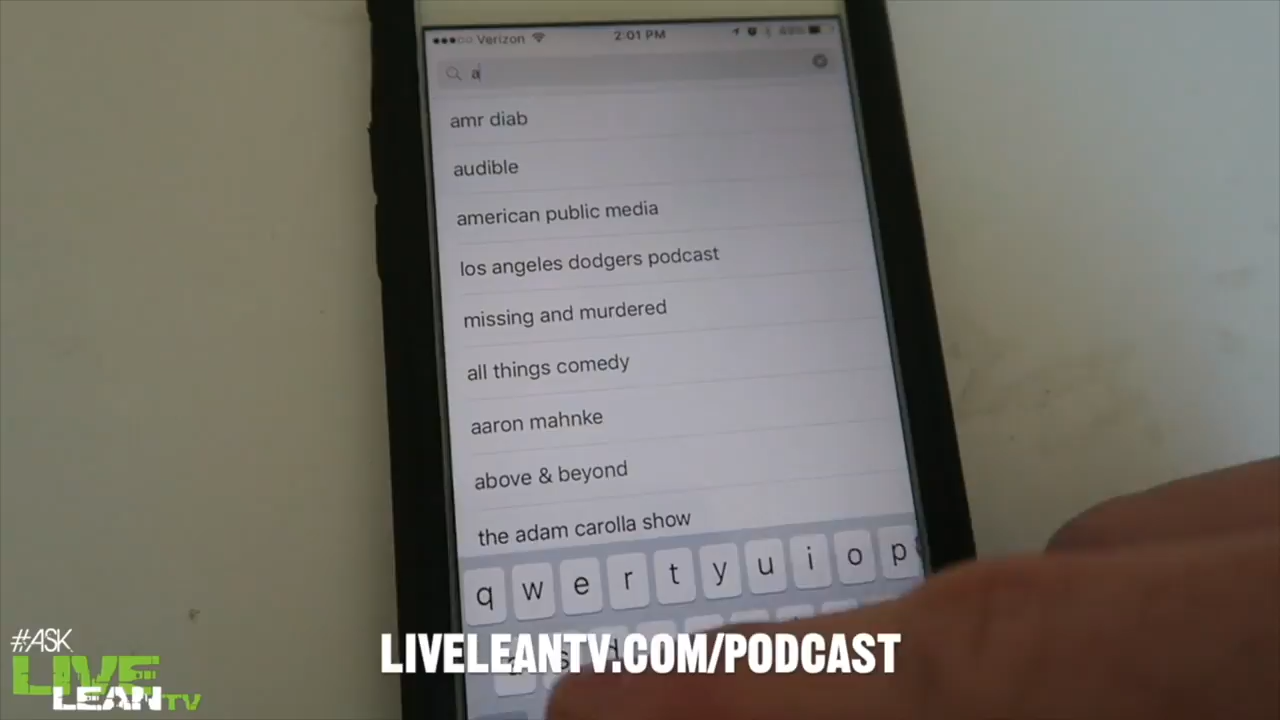 Verizon 2:01 PM
a
amr diab
audible
american public media
los angeles dodgers podcast
missing and murdered
all things comedy
aaron mahnke
above & beyond
the adam carolla show
q w e r t y u i o p
#ASK
LIVE
LEAN TV
LIVELEANTV.COM/PODCAST